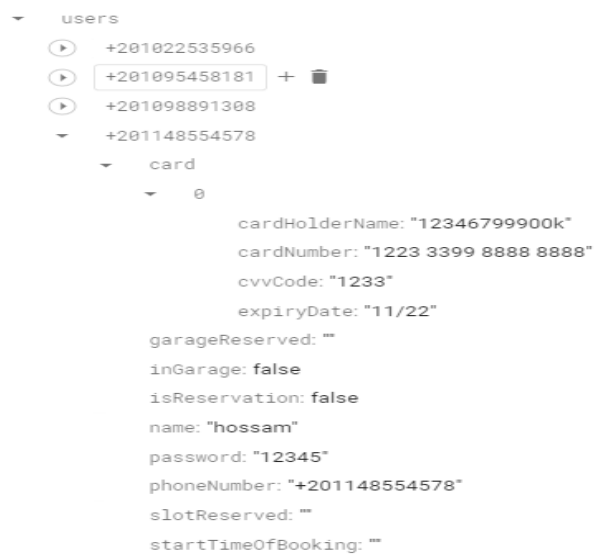 users
+201022535966
+201095458181
+201098891308
+201148554578
card
0
cardHolderName: "12346799900k"
cardNumber: "1223 3399 8888 8888"
cvvCode: "1233"
expiryDate: "11/22"
garageReserved: ""
inGarage: false
isReservation: false
name: "hossam"
password: "12345"
phoneNumber: "+201148554578"
slotReserved: ""
startTimeOfBooking: ""